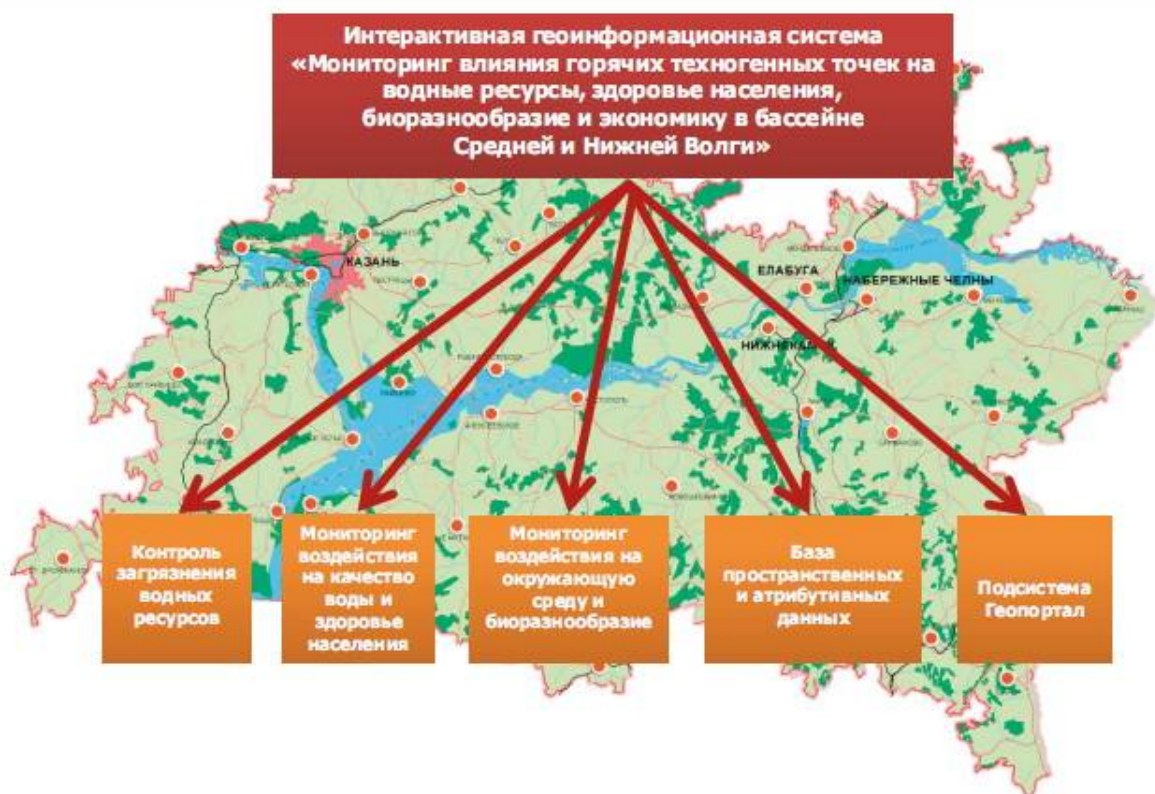 Интерактивная геоинформационная система
«Мониторинг влияния горячих техногенных точек на
водные ресурсы, здоровье населения,
биоразнообразие и экономику в бассейне
Средней и Нижней Волги»
КАЗАНЬ
ЕЛАБУГА
НАБЕРЕЖНЫЕ ЧЕЛНЫ
Контроль
загрязнения
водных
ресурсов
Мониторинг
воздействия
на качество
воды и
здоровье
населения
Мониторинг
воздействия на
окружающую
среду и
биоразнообразие
База
пространственных
и атрибутивных
данных
Подсистема
Геопортал